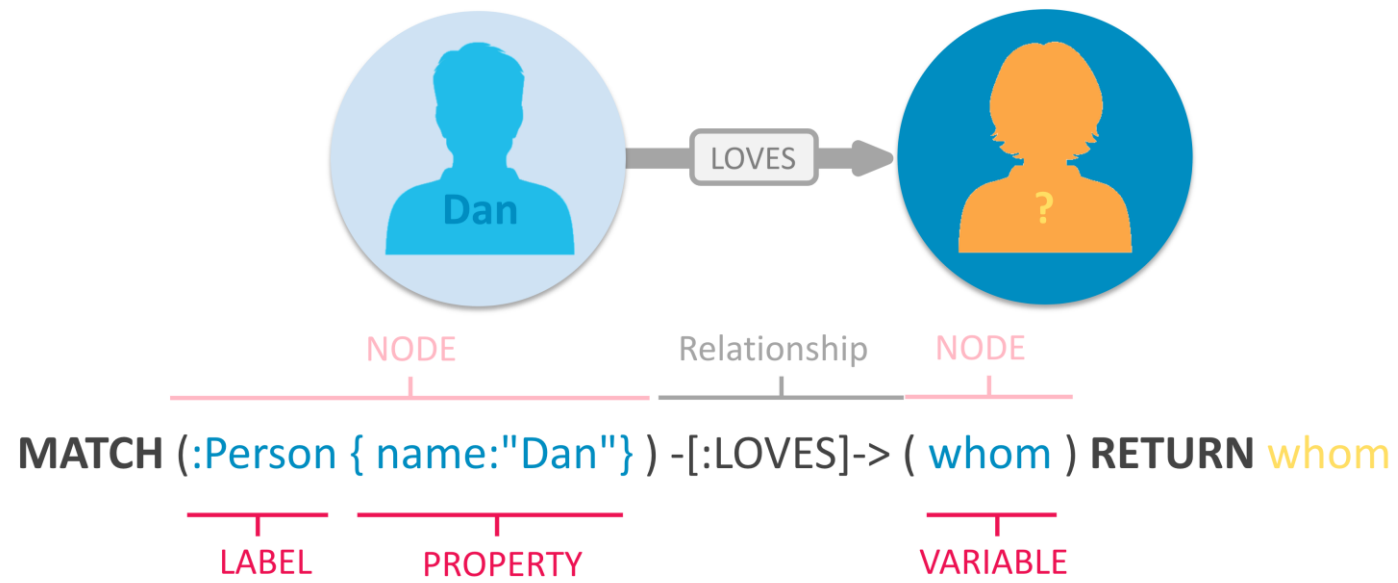 Dan
LOVES
?
NODE
Relationship
NODE
MATCH (:Person { name:"Dan"} ) -[:LOVES]-> ( whom ) RETURN whom
LABEL
PROPERTY
VARIABLE